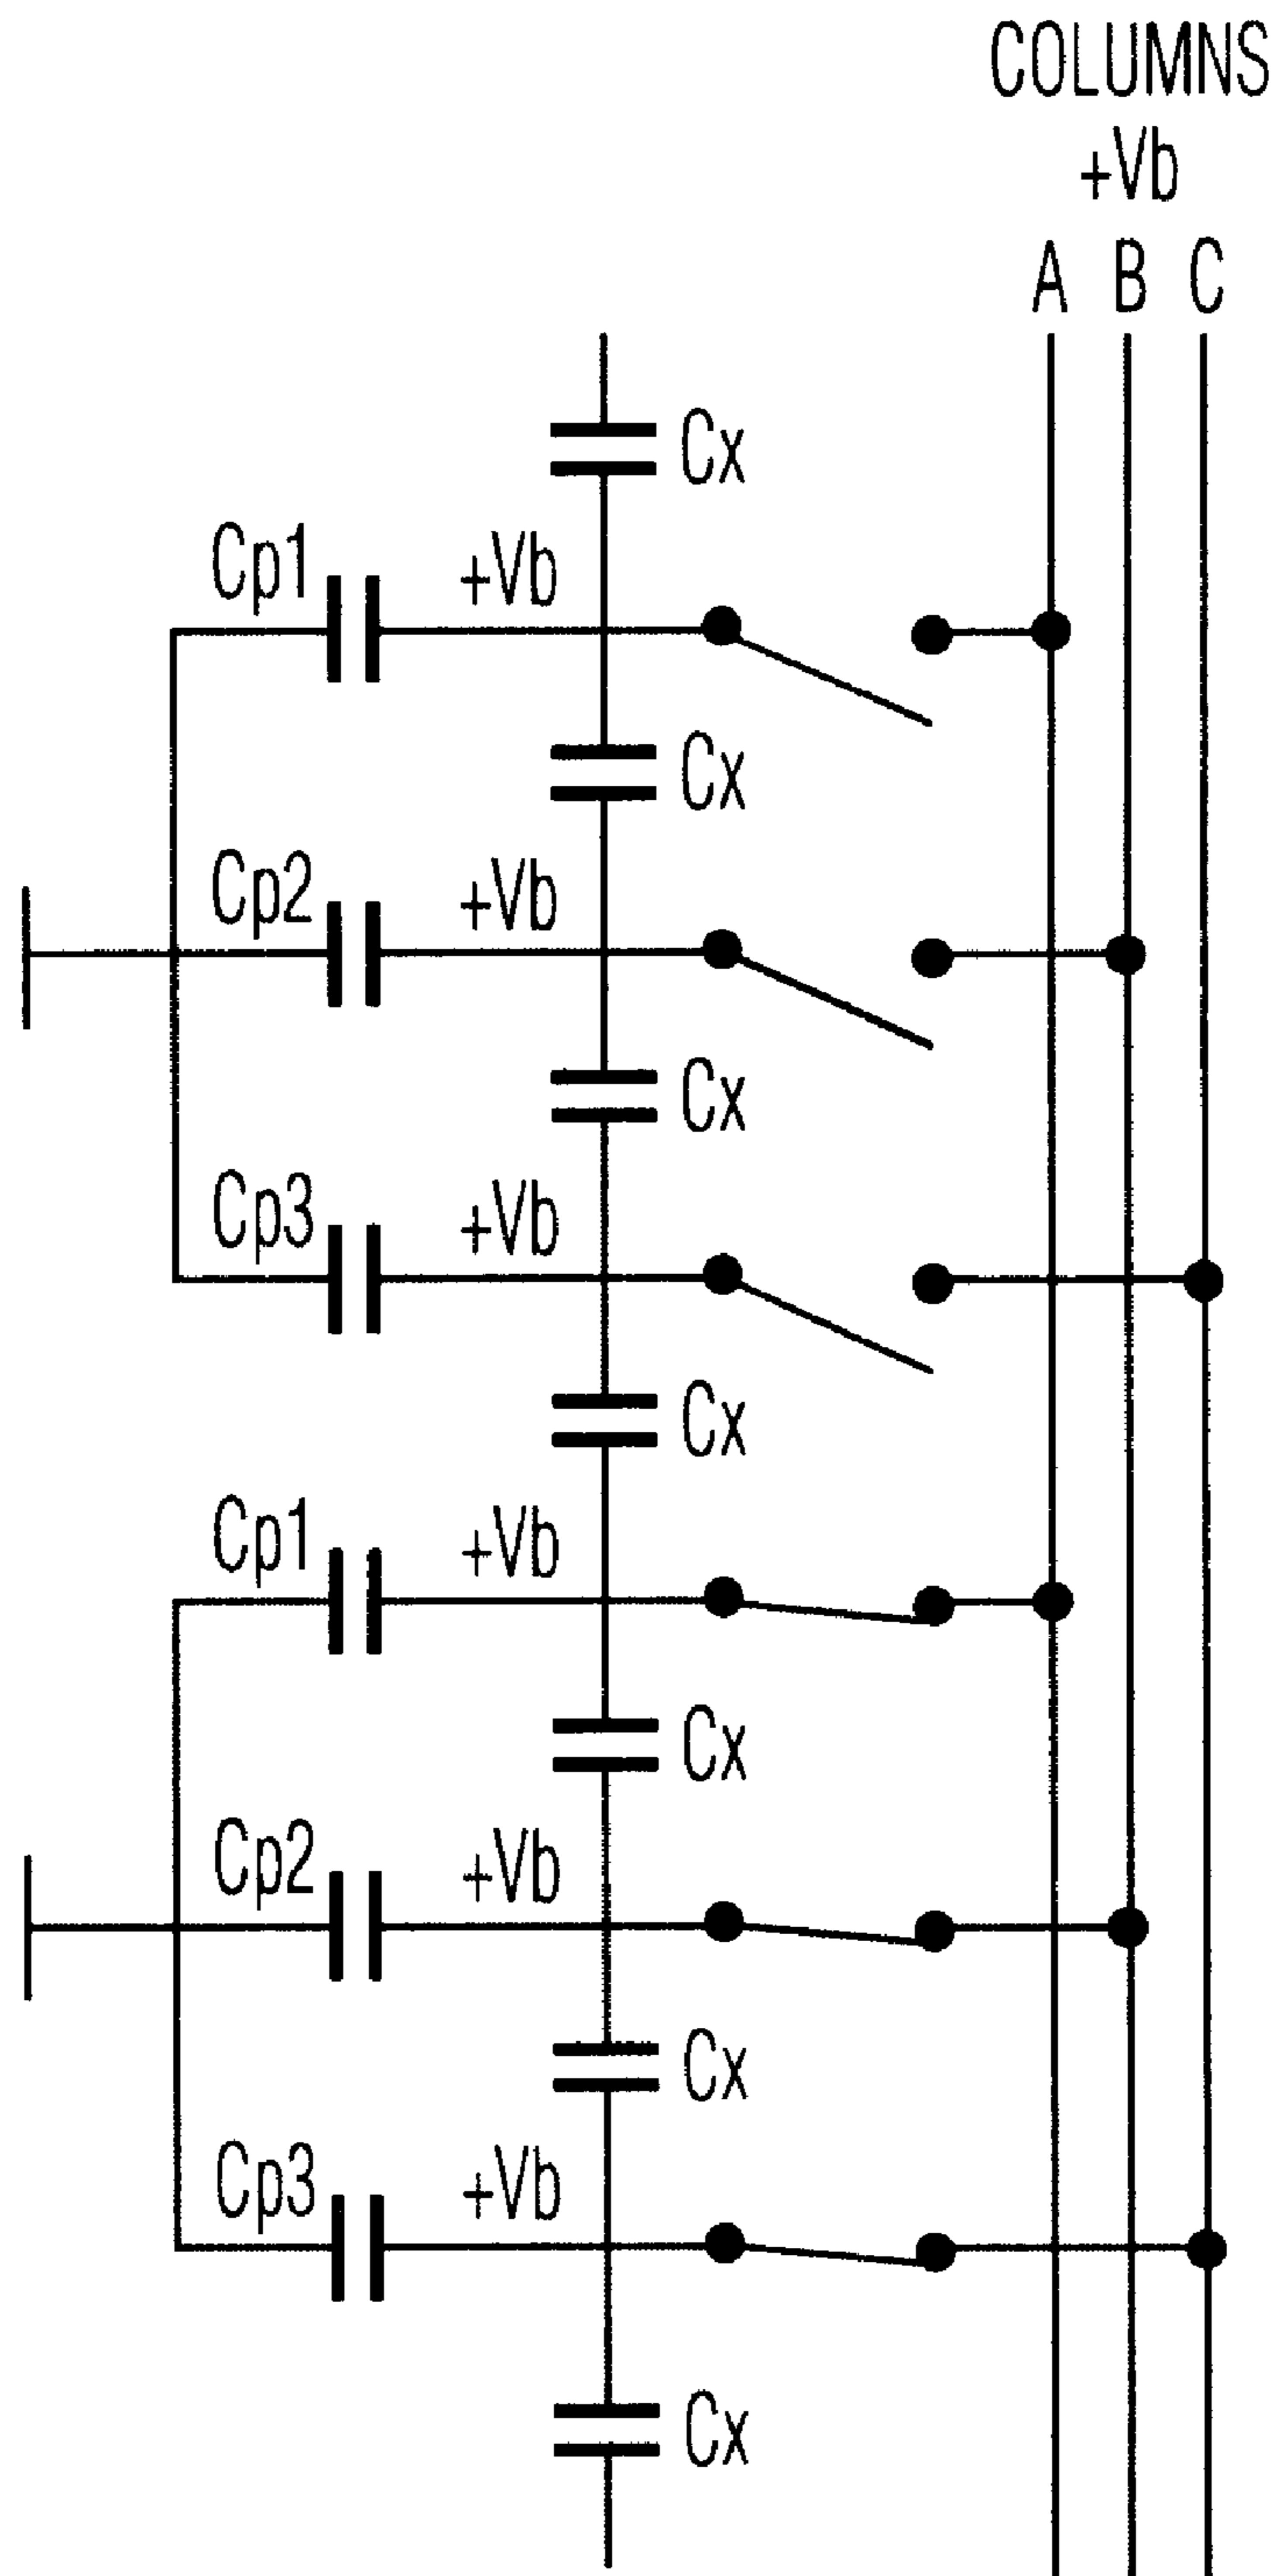 COLUMNS
+Vb
A B C
Cx
Cp1 +Vb
Cx
Cp2 +Vb
Cx
Cp3 +Vb
Cx
Cp1 +Vb
Cx
Cp2 +Vb
Cx
Cp3 +Vb
Cx